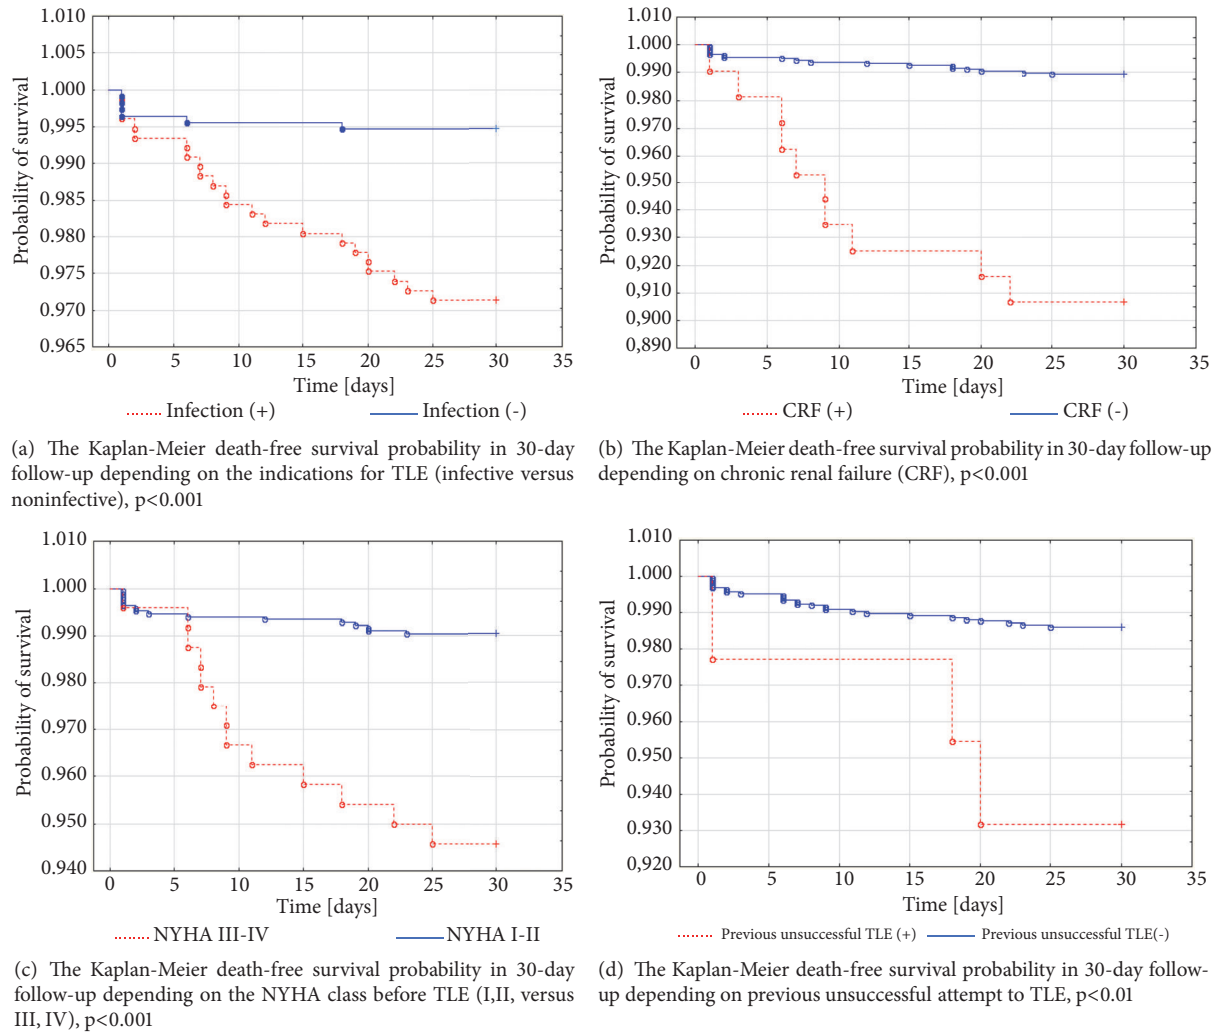 1.010
1.005
1.000
0.995
0.990
0.985
0.980
0.975
0.970
0.965
Probability of survival
0 5 10 15 20 25 30 35
Time [days]
Infection (+) Infection (-)
(a) The Kaplan-Meier death-free survival probability in 30-day
follow-up depending on the indications for TLE (infective versus
noninfective), p<0.001
1.010
1.000
0.990
0.980
0.970
0.960
0.950
0.940
0.930
0.920
0.910
0,900
0,890
Probability of survival
0 5 10 15 20 25 30 35
Time [days]
CRF (+) CRF (-)
(b) The Kaplan-Meier death-free survival probability in 30-day follow-up
depending on chronic renal failure (CRF), p<0.001
1.010
1.000
0.990
0.980
0.970
0.960
0.950
0.940
Probability of survival
0 5 10 15 20 25 30 35
Time [days]
NYHA III-IV NYHA I-II
(c) The Kaplan-Meier death-free survival probability in 30-day
follow-up depending on the NYHA class before TLE (I,II, versus
III, IV), p<0.001
1.010
1.000
0.990
0.980
0.970
0.960
0.950
0.940
0.930
0,920
Probability of survival
0 5 10 15 20 25 30 35
Time [days]
Previous unsuccessful TLE (+) Previous unsuccessful TLE(-)
(d) The Kaplan-Meier death-free survival probability in 30-day follow-
up depending on previous unsuccessful attempt to TLE, p<0.01